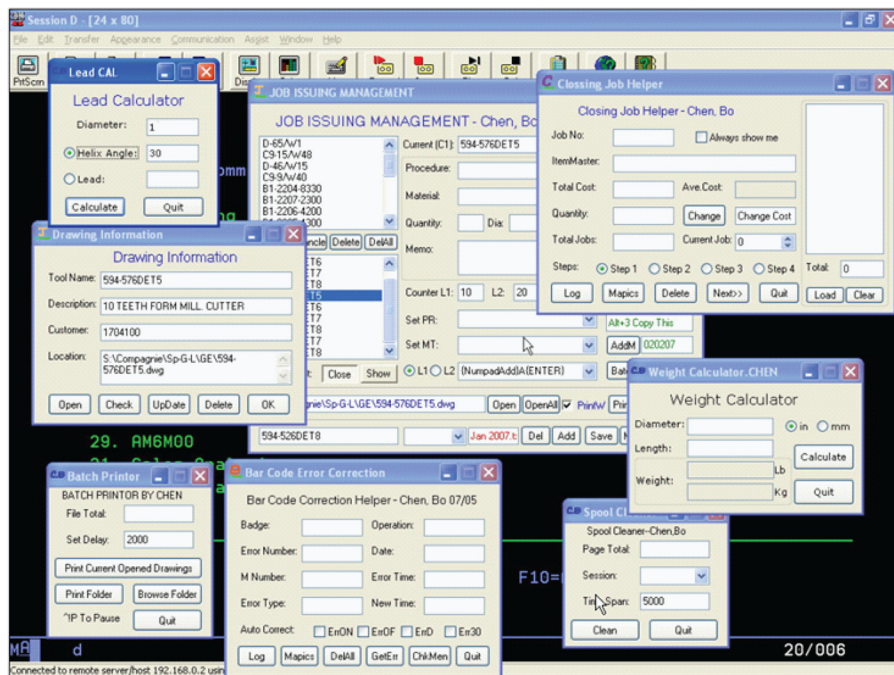 Session D - [24 x 80]
File Edit Transfer Appearance Communication Assist Window Help
PrtScrn
Lead CAL
Lead Calculator
Diameter: 1
Helix Angle: 30
Lead:
Calculate Quit
JOB ISSUING MANAGEMENT
JOB ISSUING MANAGEMENT - Chen, Bo
D-65/W1
C9-15/W48
D-46/W15
C9-9/W40
B1-2204-8330
B1-2207-2300
B1-2206-4200
Current (C1): 594-576DET5
Procedure:
Material:
Quantity: Dia:
Memo:
Delete DelAll
Counter L1: 10 L2: 20
Set PR:
Set MT:
Alt+3 Copy This
AddM 020207
Close Show
L1 L2 (NumpadAdd)A(ENTER)
agnie\Sp-G-L\GE\594-576DET5.dwg Open OpenAll PrintW
594-526DET8 Jan 2007.t Del Add Save
Clossing Job Helper
Closing Job Helper - Chen, Bo
Job No: Always show me
ItemMaster:
Total Cost: Ave.Cost:
Quantity: Change Change Cost
Total Jobs: Current Job: 0
Steps: Step 1 Step 2 Step 3 Step 4 Total: 0
Log Mapics Delete Next>> Quit Load Clear
Drawing Information
Drawing Information
Tool Name: 594-576DET5
Description: 10 TEETH FORM MILL. CUTTER
Customer: 1704100
Location: S:\Compagnie\Sp-G-L\GE\594-
576DET5.dwg
Open Check UpDate Delete OK
29. AM6M00
Weight Calculator.CHEN
Weight Calculator
Diameter: in mm
Length:
Calculate
Weight: Lb
Kg
Quit
Batch Printor
BATCH PRINTOR BY CHEN
File Total:
Set Delay: 2000
Print Current Opened Drawings
Print Folder Browse Folder
^IP To Pause Quit
Bar Code Error Correction
Bar Code Correction Helper - Chen, Bo 07/05
Badge: Operation:
Error Number: Date:
M Number: Error Time:
Error Type: New Time:
Auto Correct: ErrON ErrOF ErrD Err30
Log Mapics DelAll GetErr ChkMen Quit
F10=
Spool Cleaner-Chen,Bo
Page Total:
Session:
Span: 5000
Clean Quit
MA d 20/006
Connected to remote server/host 192.168.0.2